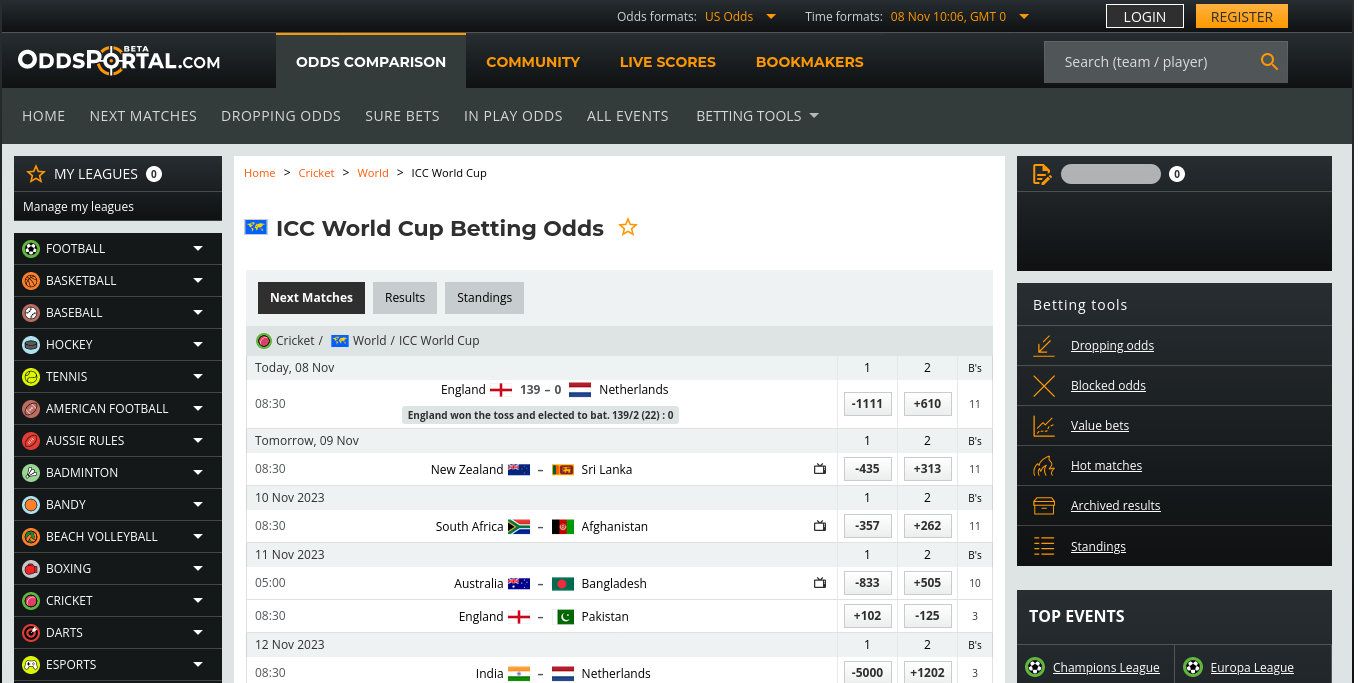 Odds formats: US Odds Time formats: 08 Nov 10:06, GMT 0 LOGIN REGISTER
ODDSPORTAL.COM BETA ODDS COMPARISON COMMUNITY LIVE SCORES BOOKMAKERS Search (team / player)
HOME NEXT MATCHES DROPPING ODDS SURE BETS IN PLAY ODDS ALL EVENTS BETTING TOOLS
MY LEAGUES 0
Manage my leagues
FOOTBALL
BASKETBALL
BASEBALL
HOCKEY
TENNIS
AMERICAN FOOTBALL
AUSSIE RULES
BADMINTON
BANDY
BEACH VOLLEYBALL
BOXING
CRICKET
DARTS
ESPORTS
Home > Cricket > World > ICC World Cup
ICC World Cup Betting Odds
Next Matches Results Standings
Cricket / World / ICC World Cup
Today, 08 Nov 1 2 B's
08:30 England 139 – 0 Netherlands -1111 +610 11
England won the toss and elected to bat. 139/2 (22) : 0
Tomorrow, 09 Nov 1 2 B's
08:30 New Zealand – Sri Lanka -435 +313 11
10 Nov 2023 1 2 B's
08:30 South Africa – Afghanistan -357 +262 11
11 Nov 2023 1 2 B's
05:00 Australia – Bangladesh -833 +505 10
08:30 England – Pakistan +102 -125 3
12 Nov 2023 1 2 B's
08:30 India – Netherlands -5000 +1202 3
0
Betting tools
Dropping odds
Blocked odds
Value bets
Hot matches
Archived results
Standings
TOP EVENTS
Champions League Europa League